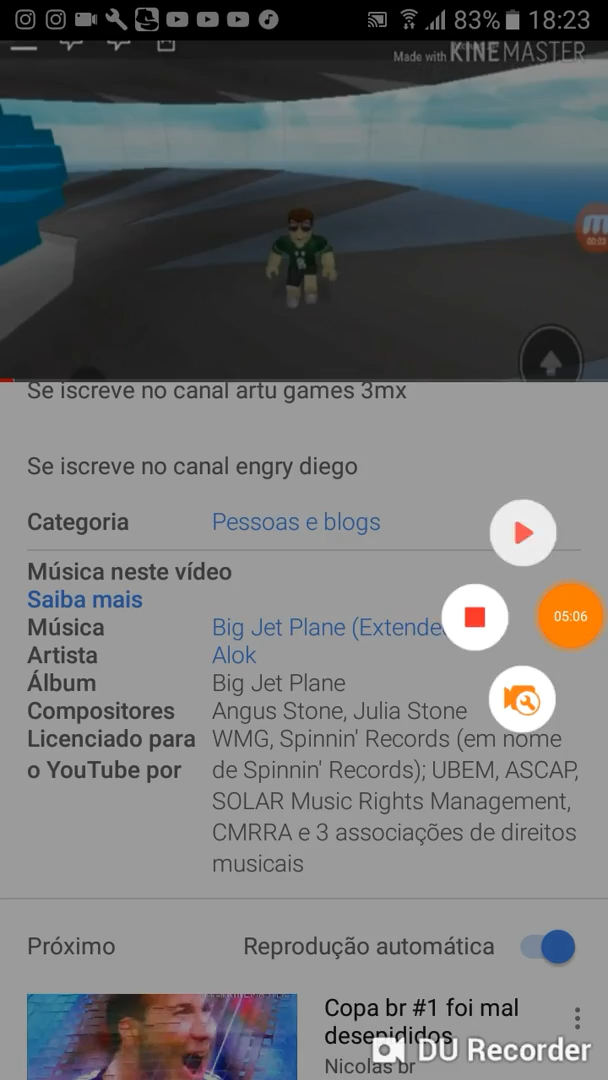 83% 18:23
Made with KINEMASTER
00:03
Se iscreve no canal artu games 3mx
Se iscreve no canal engry diego
Categoria Pessoas e blogs
Música neste vídeo
Saiba mais
Música Big Jet Plane (Extende
05:06
Artista Alok
Álbum Big Jet Plane
Compositores Angus Stone, Julia Stone
Licenciado para WMG, Spinnin' Records (em nome
o YouTube por de Spinnin' Records); UBEM, ASCAP,
SOLAR Music Rights Management,
CMRRA e 3 associações de direitos
musicais
Próximo Reprodução automática
Copa br #1 foi mal
desepididos
Nicolas br
DU Recorder